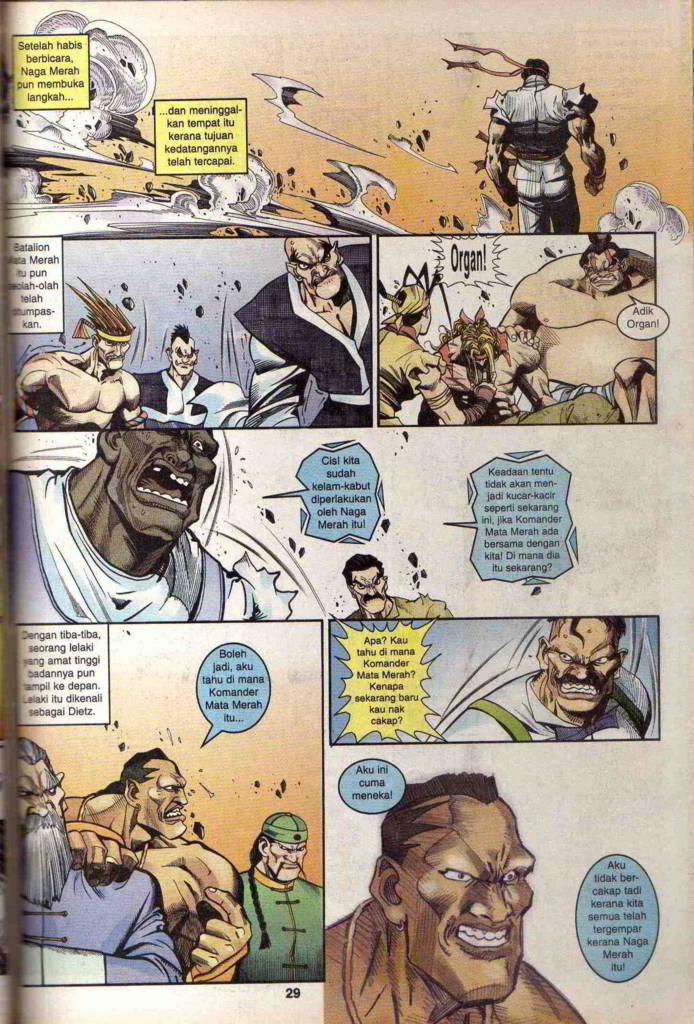 Setelah habis
berbicara,
Naga Merah
pun membuka
langkah...
...dan meninggal-
kan tempat itu
kerana tujuan
kedatangannya
telah tercapai.
Batalion
Mata Merah
itu pun
seolah-olah
telah
ditumpas-
kan.
Organ!
Adik
Organ!
Cis! kita
sudah
kelam-kabut
diperlakukan
oleh Naga
Merah itu!
Keadaan tentu
tidak akan men-
jadi kucar-kacir
seperti sekarang
ini, jika Komander
Mata Merah ada
bersama dengan
kita! Di mana dia
itu sekarang?
Dengan tiba-tiba,
seorang lelaki
yang amat tinggi
badannya pun
tampil ke depan.
Lelaki itu dikenali
sebagai Dietz.
Boleh
jadi, aku
tahu di mana
Komander
Mata Merah
itu...
Apa? Kau
tahu di mana
Komander
Mata Merah?
Kenapa
sekarang baru
kau nak
cakap?
Aku ini
cuma
meneka!
Aku
tidak ber-
cakap tadi
kerana kita
semua telah
tergempar
kerana Naga
Merah
itu!
29